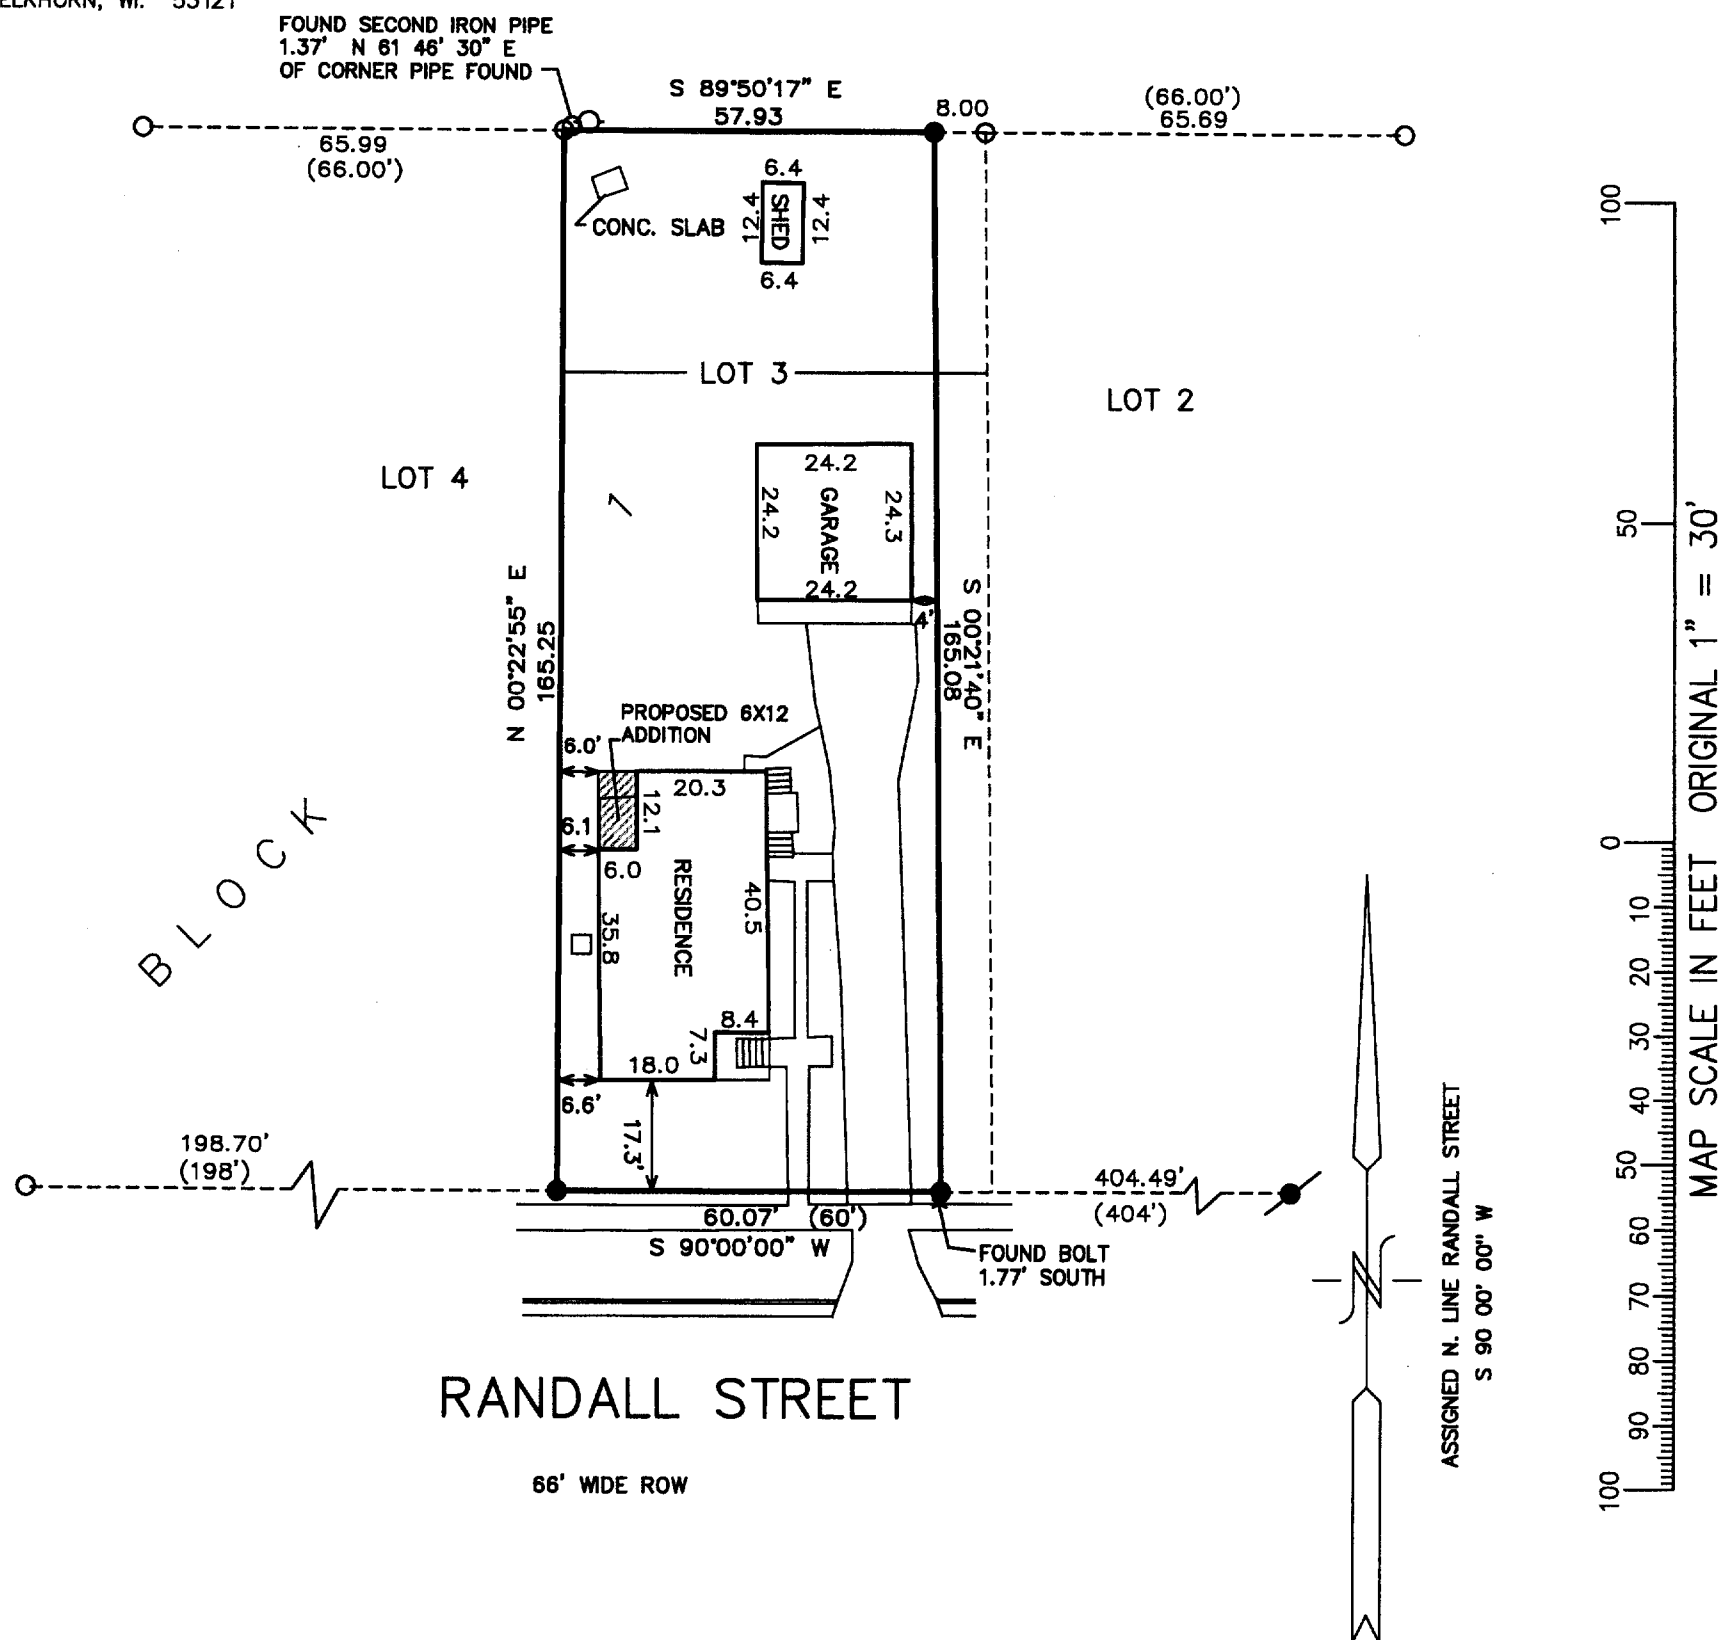 ELKHORN, WI. 53121
FOUND SECOND IRON PIPE
1.37' N 61 46' 30" E
OF CORNER PIPE FOUND
S 89°50'17" E
57.93
8.00
(66.00')
65.69
65.99
(66.00')
6.4
12.4
SHED
12.4
6.4
CONC. SLAB
LOT 3
LOT 2
LOT 4
1
24.2
24.2
GARAGE
24.3
24.2
4'
N 00°22'55" E
165.25
S 00°21'40" E
165.08
PROPOSED 6X12
ADDITION
6.0'
20.3
12.1
6.1
6.0
RESIDENCE
40.5
35.8
8.4
7.3
18.0
6.6'
17.3'
BLOCK
198.70'
(198')
404.49'
(404')
60.07' (60')
S 90°00'00" W
FOUND BOLT
1.77' SOUTH
RANDALL STREET
66' WIDE ROW
N
ASSIGNED N. LINE RANDALL STREET
S 90 00' 00" W
100
50
0
10
20
30
40
50
60
70
80
90
100
MAP SCALE IN FEET ORIGINAL 1" = 30'